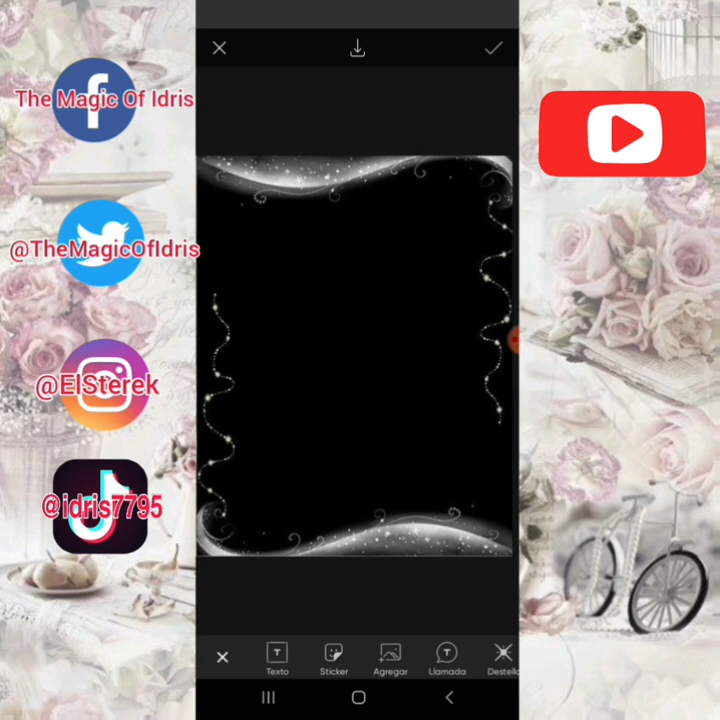 The Magic Of Idris
@TheMagicOfIdris
@ElSterek
@idris7795
Texto
Sticker
Agregar
Llamada
Destello